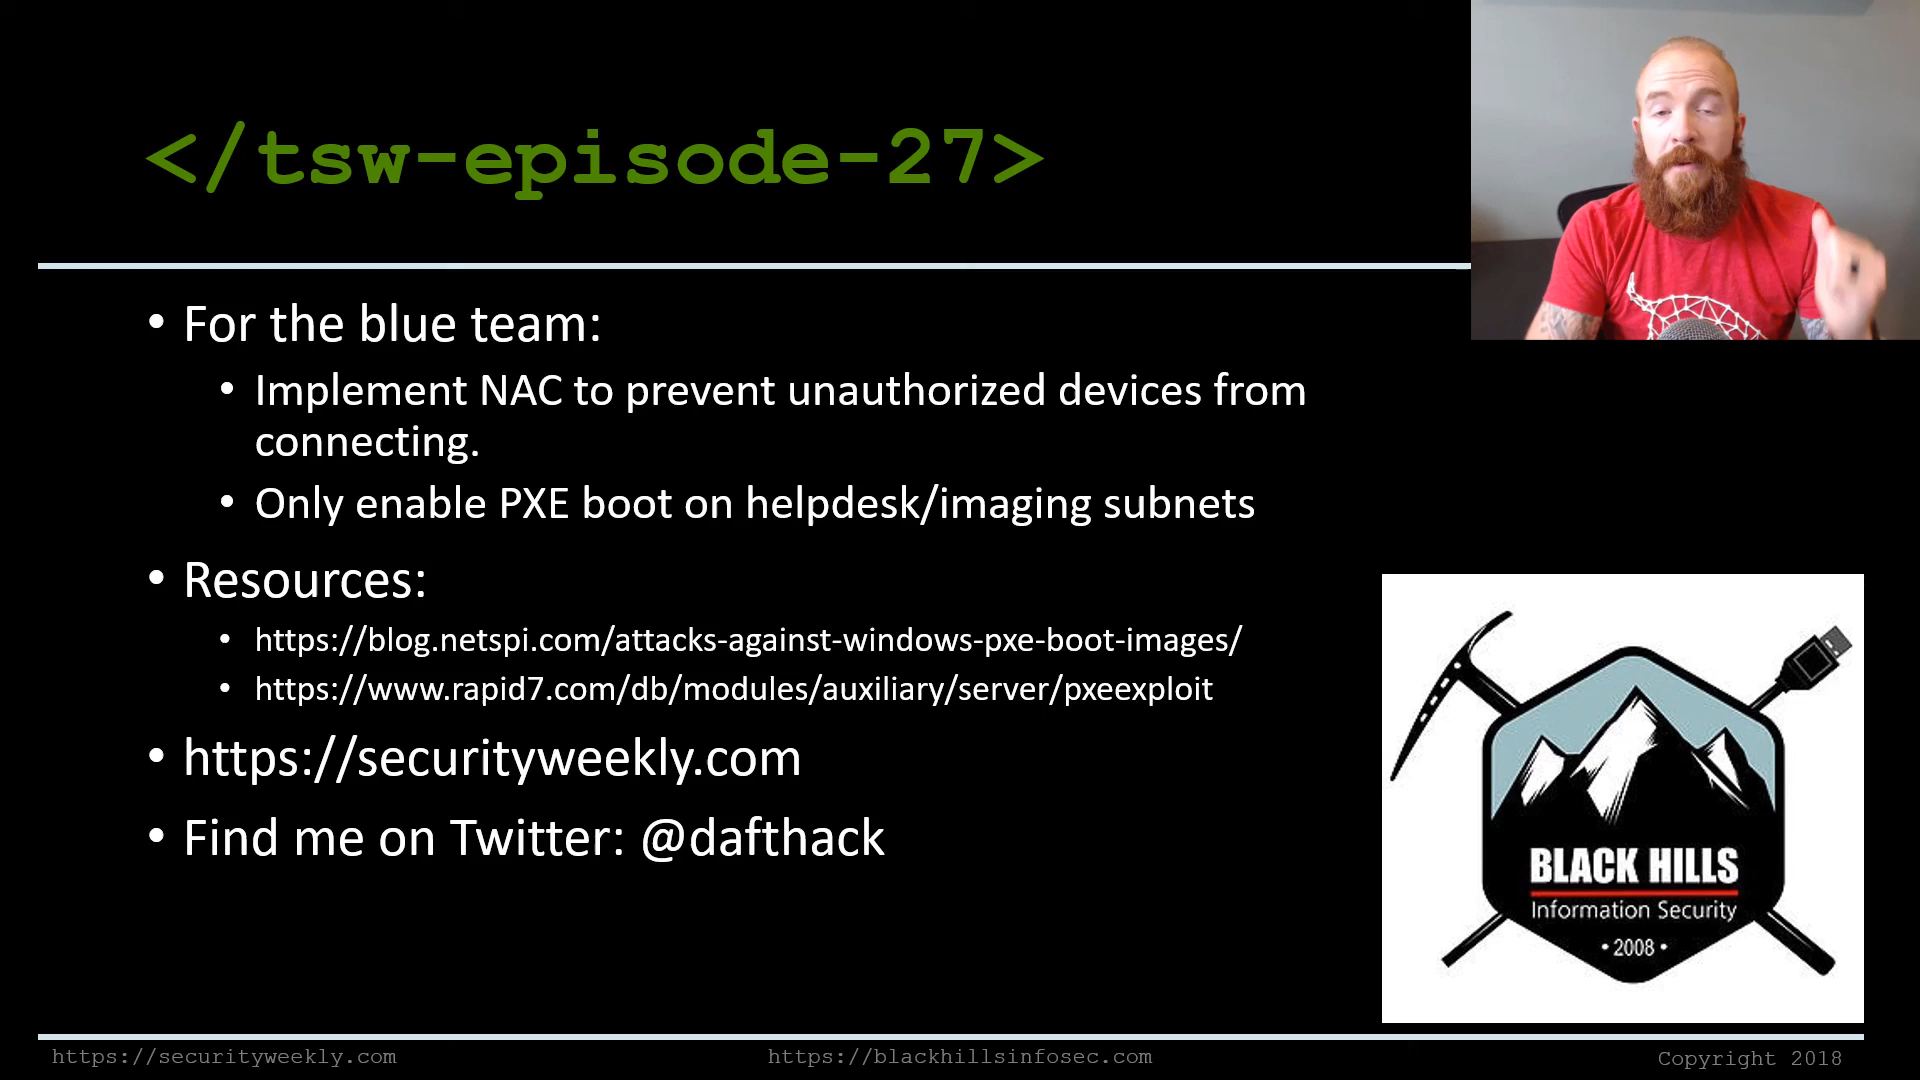 </tsw-episode-27>
• For the blue team:
• Implement NAC to prevent unauthorized devices from
connecting.
• Only enable PXE boot on helpdesk/imaging subnets
• Resources:
• https://blog.netspi.com/attacks-against-windows-pxe-boot-images/
• https://www.rapid7.com/db/modules/auxiliary/server/pxeexploit
• https://securityweekly.com
• Find me on Twitter: @dafthack
BLACK HILLS
Information Security
• 2008 •
https://securityweekly.com
https://blackhillsinfosec.com
Copyright 2018